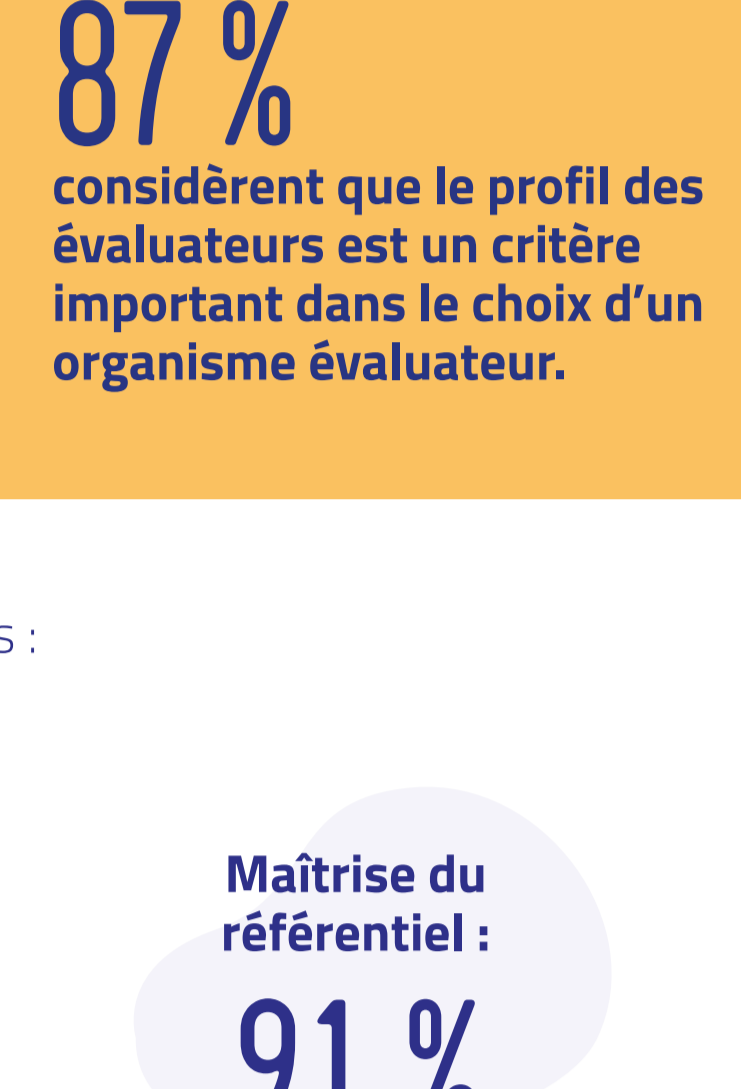 87 %
considèrent que le profil des
évaluateurs est un critère
important dans le choix d’un
organisme évaluateur.
s :
Maîtrise du
référentiel :
91 %